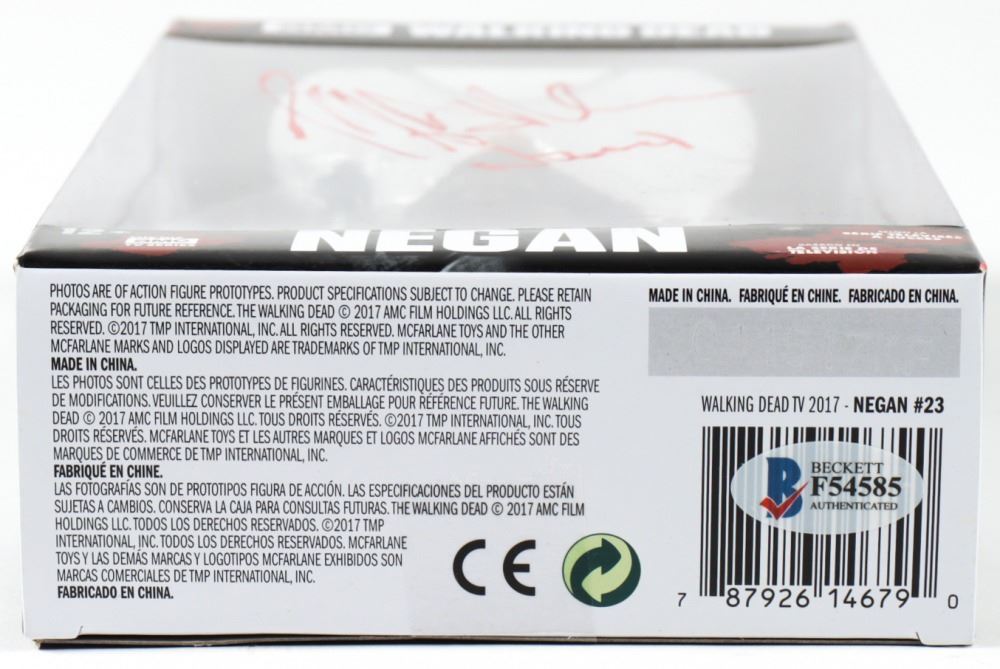 WALKING DEAD
NEGAN
12"
LA SERIE DE
TELEVISION
PHOTOS ARE OF ACTION FIGURE PROTOTYPES. PRODUCT SPECIFICATIONS SUBJECT TO CHANGE. PLEASE RETAIN
PACKAGING FOR FUTURE REFERENCE. THE WALKING DEAD © 2017 AMC FILM HOLDINGS LLC. ALL RIGHTS
RESERVED. ©2017 TMP INTERNATIONAL, INC. ALL RIGHTS RESERVED. MCFARLANE TOYS AND THE OTHER
MCFARLANE MARKS AND LOGOS DISPLAYED ARE TRADEMARKS OF TMP INTERNATIONAL, INC.
MADE IN CHINA.
LES PHOTOS SONT CELLES DES PROTOTYPES DE FIGURINES. CARACTÉRISTIQUES DES PRODUITS SOUS RÉSERVE
DE MODIFICATIONS. VEUILLEZ CONSERVER LE PRÉSENT EMBALLAGE POUR RÉFÉRENCE FUTURE. THE WALKING
DEAD © 2017 AMC FILM HOLDINGS LLC. TOUS DROITS RÉSERVÉS. ©2017 TMP INTERNATIONAL, INC. TOUS
DROITS RÉSERVÉS. MCFARLANE TOYS ET LES AUTRES MARQUES ET LOGOS MCFARLANE AFFICHÉS SONT DES
MARQUES DE COMMERCE DE TMP INTERNATIONAL, INC.
FABRIQUÉ EN CHINE.
LAS FOTOGRAFÍAS SON DE PROTOTIPOS FIGURA DE ACCIÓN. LAS ESPECIFICACIONES DEL PRODUCTO ESTÁN
SUJETAS A CAMBIOS. CONSERVA LA CAJA PARA CONSULTAS FUTURAS. THE WALKING DEAD © 2017 AMC FILM
HOLDINGS LLC. TODOS LOS DERECHOS RESERVADOS. ©2017 TMP
INTERNATIONAL, INC. TODOS LOS DERECHOS RESERVADOS. MCFARLANE
TOYS Y LAS DEMÁS MARCAS Y LOGOTIPOS MCFARLANE EXHIBIDOS SON
MARCAS COMERCIALES DE TMP INTERNATIONAL, INC.
FABRICADO EN CHINA.
CE
MADE IN CHINA. FABRIQUÉ EN CHINE. FABRICADO EN CHINA.
WALKING DEAD TV 2017 - NEGAN #23
B BECKETT
F54585
AUTHENTICATED
7 87926 14679 0